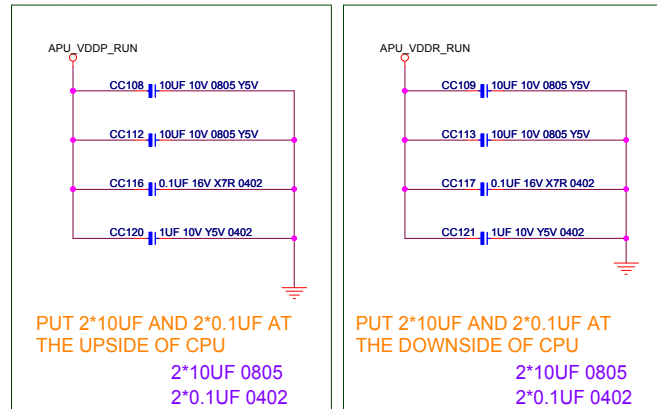 APU_VDDP_RUN
CC108 10UF 10V 0805 Y5V
CC112 10UF 10V 0805 Y5V
CC116 0.1UF 16V X7R 0402
CC120 1UF 10V Y5V 0402
PUT 2*10UF AND 2*0.1UF AT
THE UPSIDE OF CPU
2*10UF 0805
2*0.1UF 0402
APU_VDDR_RUN
CC109 10UF 10V 0805 Y5V
CC113 10UF 10V 0805 Y5V
CC117 0.1UF 16V X7R 0402
CC121 1UF 10V Y5V 0402
PUT 2*10UF AND 2*0.1UF AT
THE DOWNSIDE OF CPU
2*10UF 0805
2*0.1UF 0402